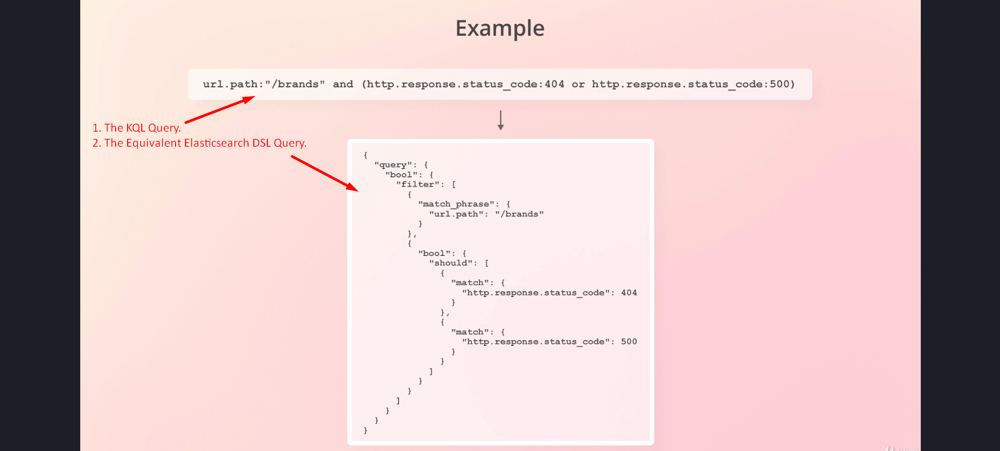 Example
url.path:"/brands" and (http.response.status_code:404 or http.response.status_code:500)
1. The KQL Query.
2. The Equivalent Elasticsearch DSL Query.
{
"query": {
"bool": {
"filter": [
{
"match_phrase": {
"url.path": "/brands"
}
},
{
"bool": {
"should": [
{
"match": {
"http.response.status_code": 404
}
},
{
"match": {
"http.response.status_code": 500
}
}
]
}
}
]
}
}
}